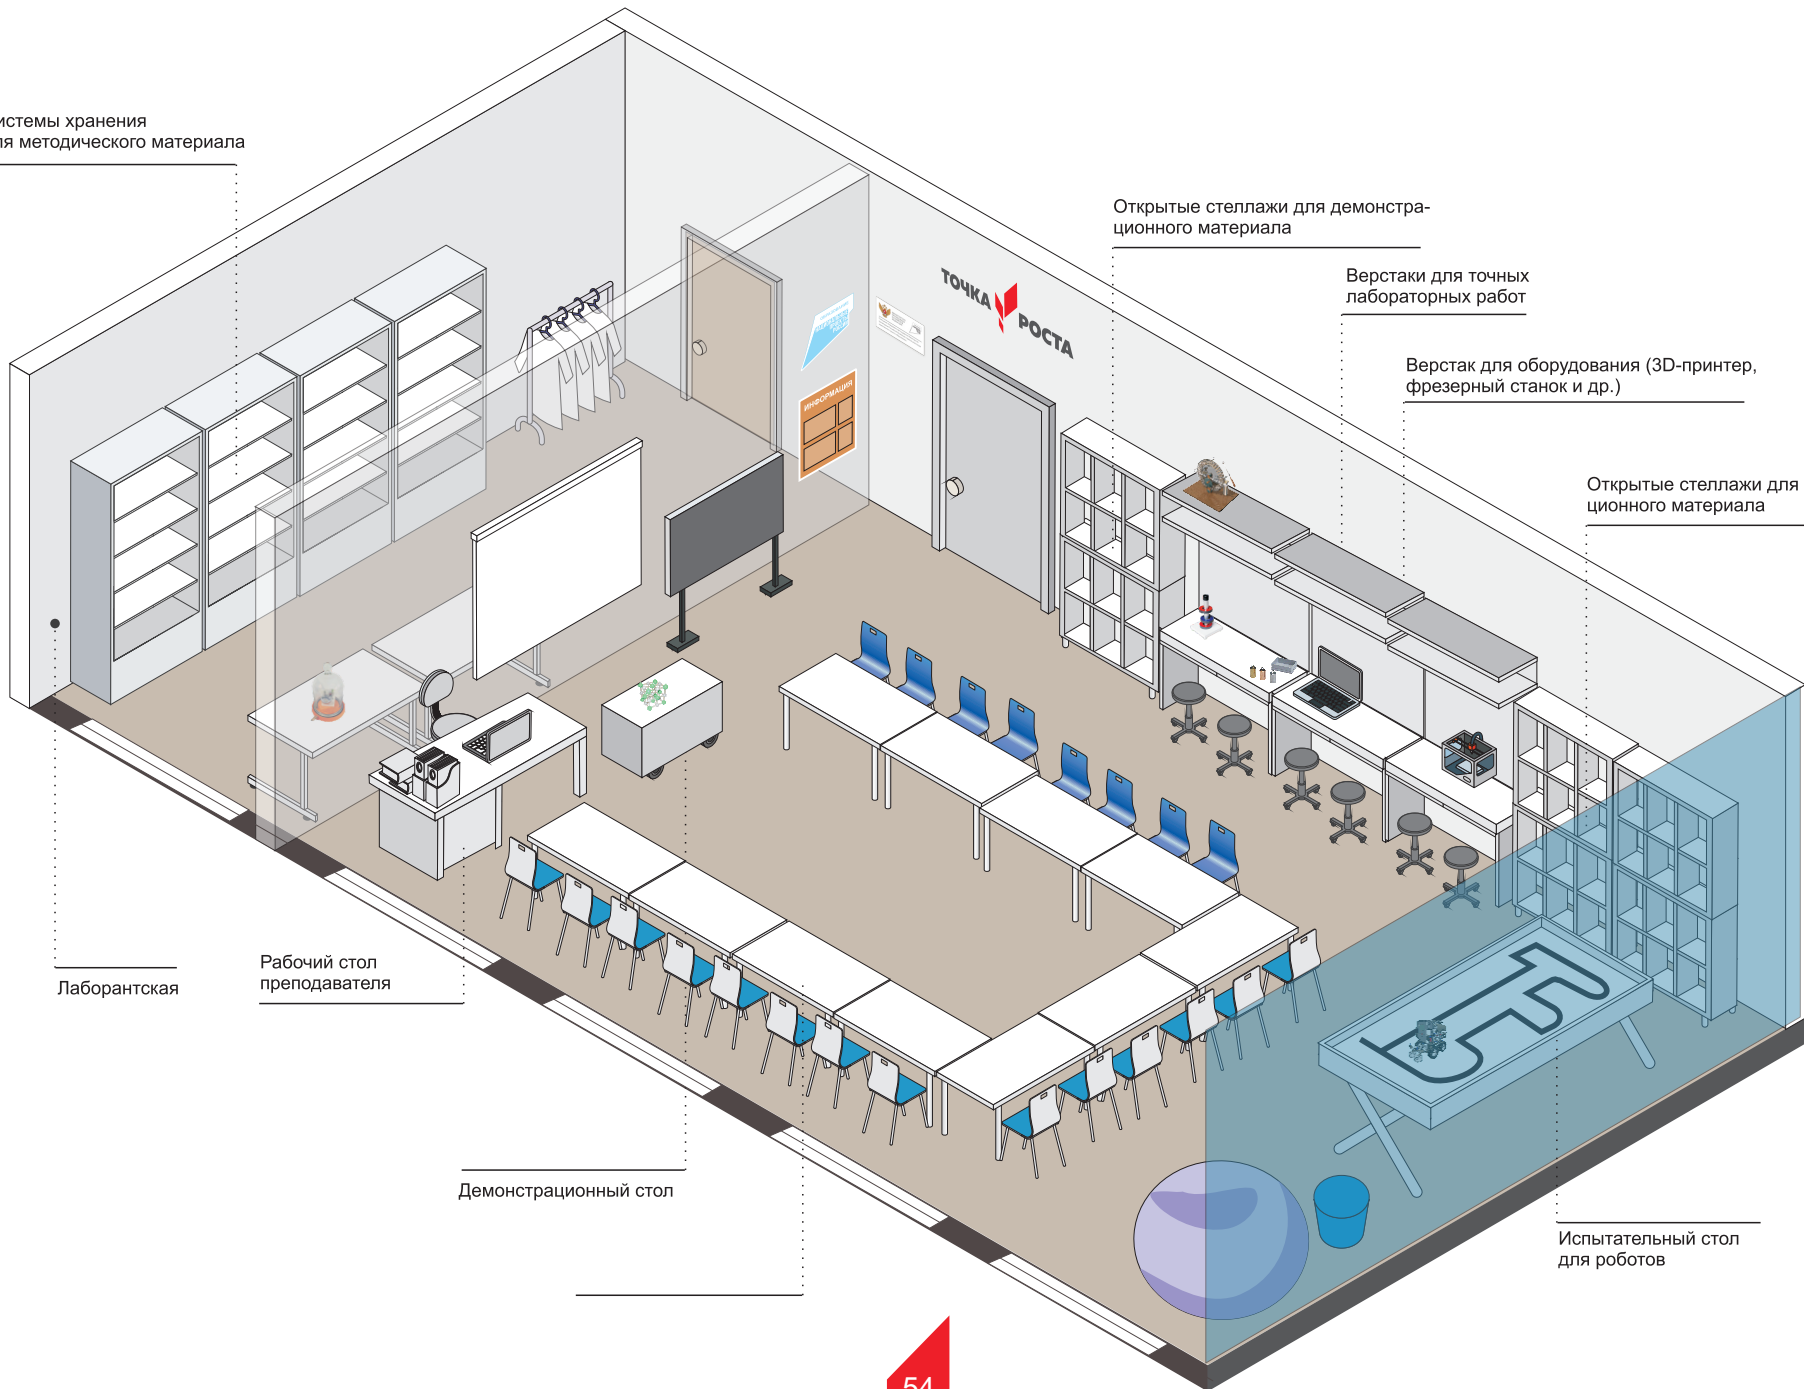 истемы хранения
ля методического материала
Открытые стеллажи для демонстра-
ционного материала
ТОЧКА
РОСТА
Верстаки для точных
лабораторных работ
Верстак для оборудования (3D-принтер,
фрезерный станок и др.)
ИНФОРМАЦИЯ
Открытые стеллажи для
ционного материала
Рабочий стол
преподавателя
Лаборантская
Демонстрационный стол
Испытательный стол
для роботов
54